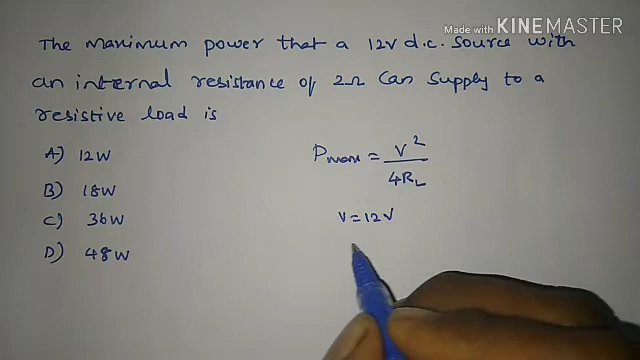 Made with KINEMASTER
The maximum power that a 12V d.c. source with
an internal resistance of 2Ω can supply to a
resistive load is
A) 12W
B) 18W
C) 36W
D) 48W
Pmax = V²/4RL
V = 12V